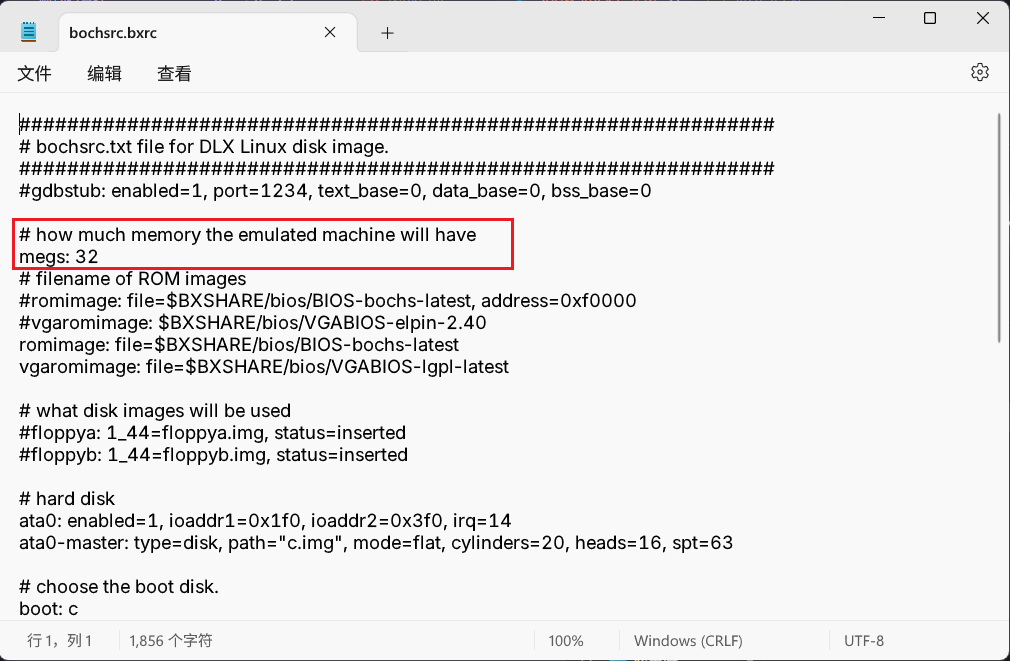 bochsrc.bxrc
文件 编辑 查看
###############################################################
# bochsrc.txt file for DLX Linux disk image.
###############################################################
#gdbstub: enabled=1, port=1234, text_base=0, data_base=0, bss_base=0
# how much memory the emulated machine will have
megs: 32
# filename of ROM images
#romimage: file=$BXSHARE/bios/BIOS-bochs-latest, address=0xf0000
#vgaromimage: $BXSHARE/bios/VGABIOS-elpin-2.40
romimage: file=$BXSHARE/bios/BIOS-bochs-latest
vgaromimage: file=$BXSHARE/bios/VGABIOS-lgpl-latest
# what disk images will be used
#floppya: 1_44=floppya.img, status=inserted
#floppyb: 1_44=floppyb.img, status=inserted
# hard disk
ata0: enabled=1, ioaddr1=0x1f0, ioaddr2=0x3f0, irq=14
ata0-master: type=disk, path="c.img", mode=flat, cylinders=20, heads=16, spt=63
# choose the boot disk.
boot: c
行 1，列 1 1,856 个字符 100% Windows (CRLF) UTF-8